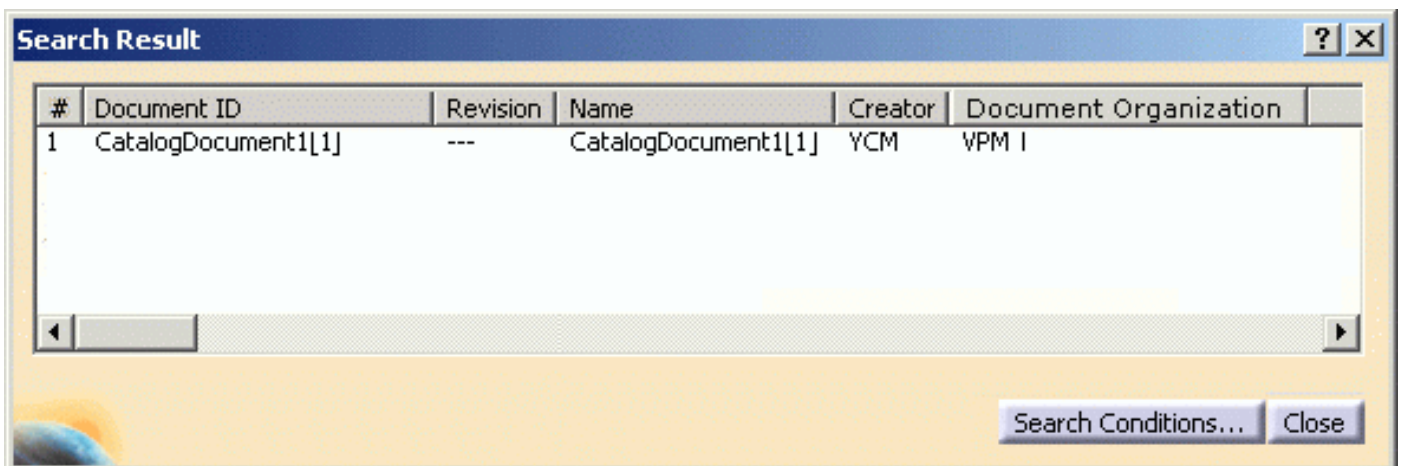 Search Result
? X
# Document ID Revision Name Creator Document Organization
1 CatalogDocument1[1] --- CatalogDocument1[1] YCM VPM I
Search Conditions... Close